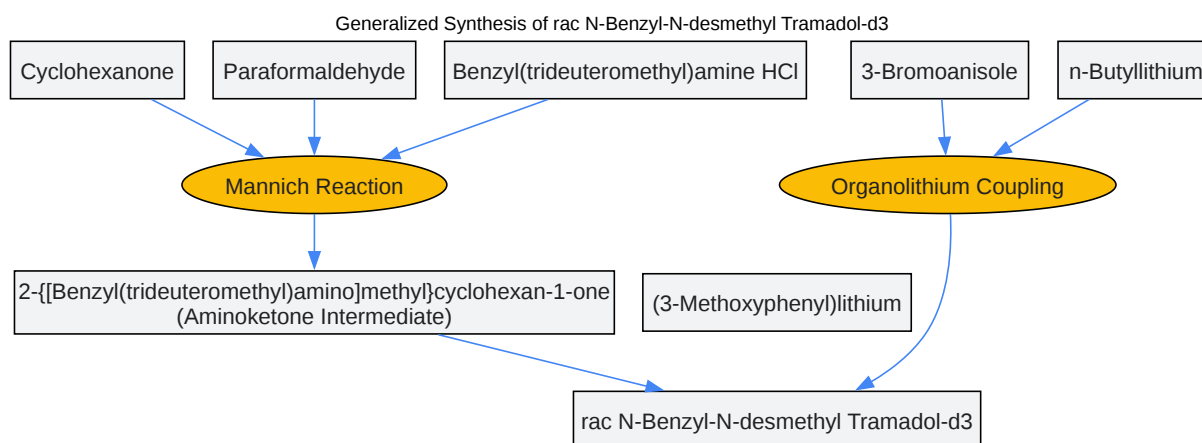 Generalized Synthesis of rac N-Benzyl-N-desmethyl Tramadol-d3
Cyclohexanone
Paraformaldehyde
Benzyl(trideuteromethyl)amine HCl
3-Bromoanisole
n-Butyllithium
Mannich Reaction
Organolithium Coupling
2-{[Benzyl(trideuteromethyl)amino]methyl}cyclohexan-1-one
(Aminoketone Intermediate)
(3-Methoxyphenyl)lithium
rac N-Benzyl-N-desmethyl Tramadol-d3